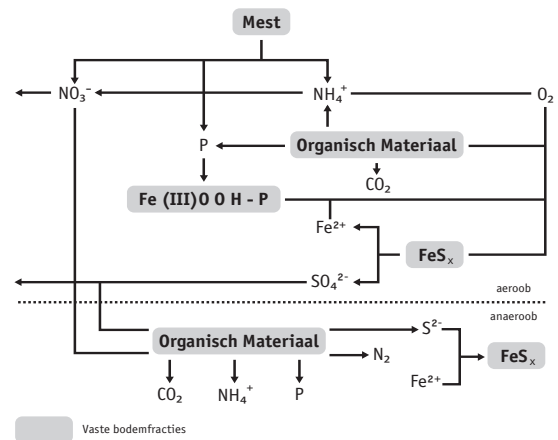 Mest
NO₃⁻ NH₄⁺ O₂
P Organisch Materiaal
CO₂
Fe (III)O O H - P
Fe²⁺
FeSₓ
SO₄²⁻
aeroob
anaeroob
Organisch Materiaal S²⁻
N₂ FeSₓ
CO₂ NH₄⁺ P Fe²⁺
Vaste bodemfracties